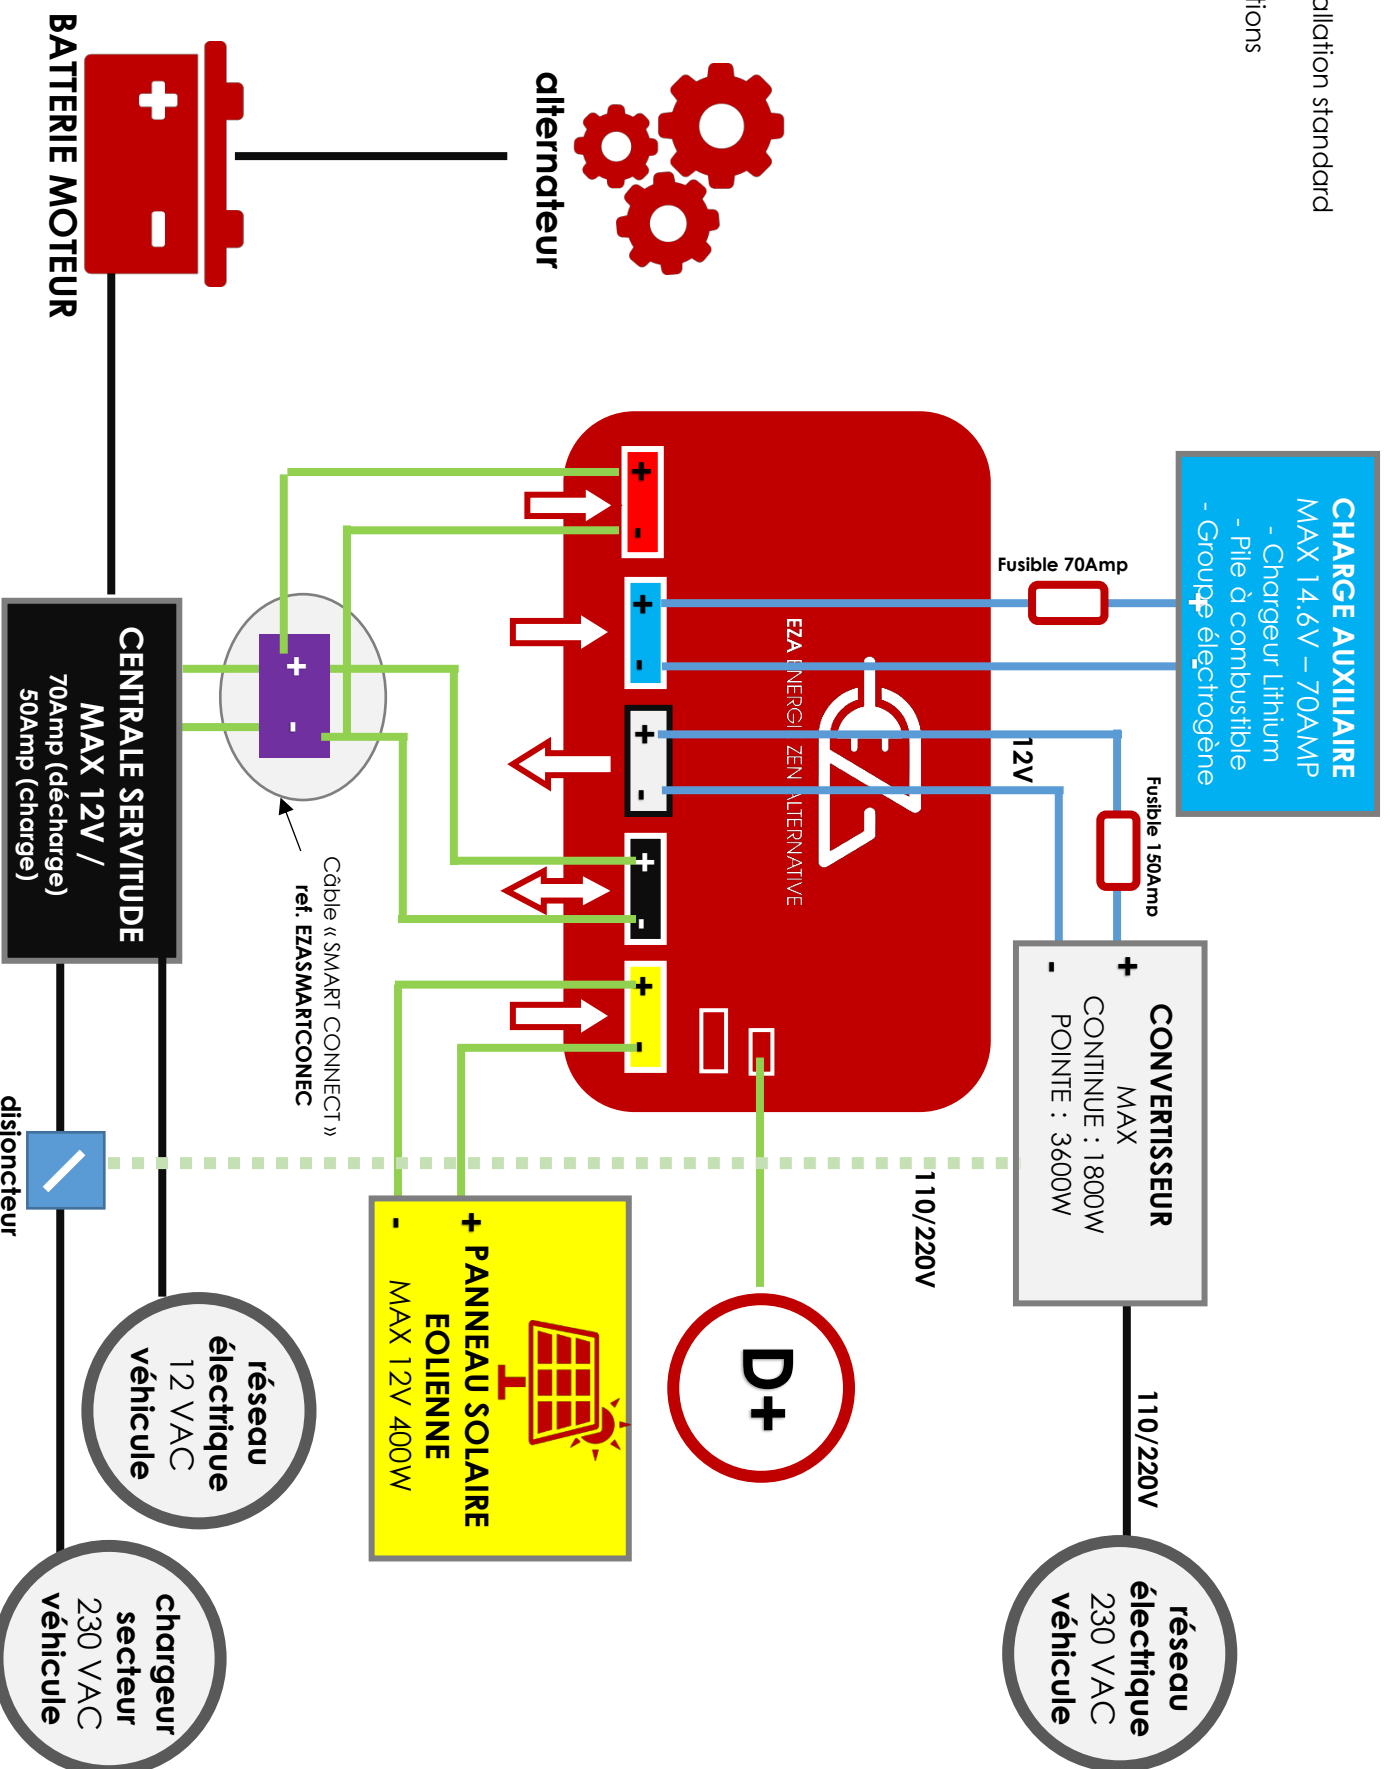 allation standard
tions
CHARGE AUXILIAIRE
MAX 14.6V – 70AMP
- Chargeur Lithium
- Pile à combustible
- Groupe électrogène
+ -
Fusible 70Amp
Fusible 150Amp
12V
CONVERTISSEUR
MAX
CONTINUE : 1800W
POINTE : 3600W
+
-
110/220V
réseau
électrique
230 VAC
véhicule
110/220V
EZA ENERGI ZEN ALTERNATIVE
+ -
+ -
+ -
+ -
+ -
D+
alternateur
BATTERIE MOTEUR
+ -
+ -
Câble « SMART CONNECT »
ref. EZASMARTCONEC
+ PANNEAU SOLAIRE
EOLIENNE
- MAX 12V 400W
CENTRALE SERVITUDE
MAX 12V /
70Amp (décharge)
50Amp (charge)
disjoncteur
réseau
électrique
12 VAC
véhicule
chargeur
secteur
230 VAC
véhicule